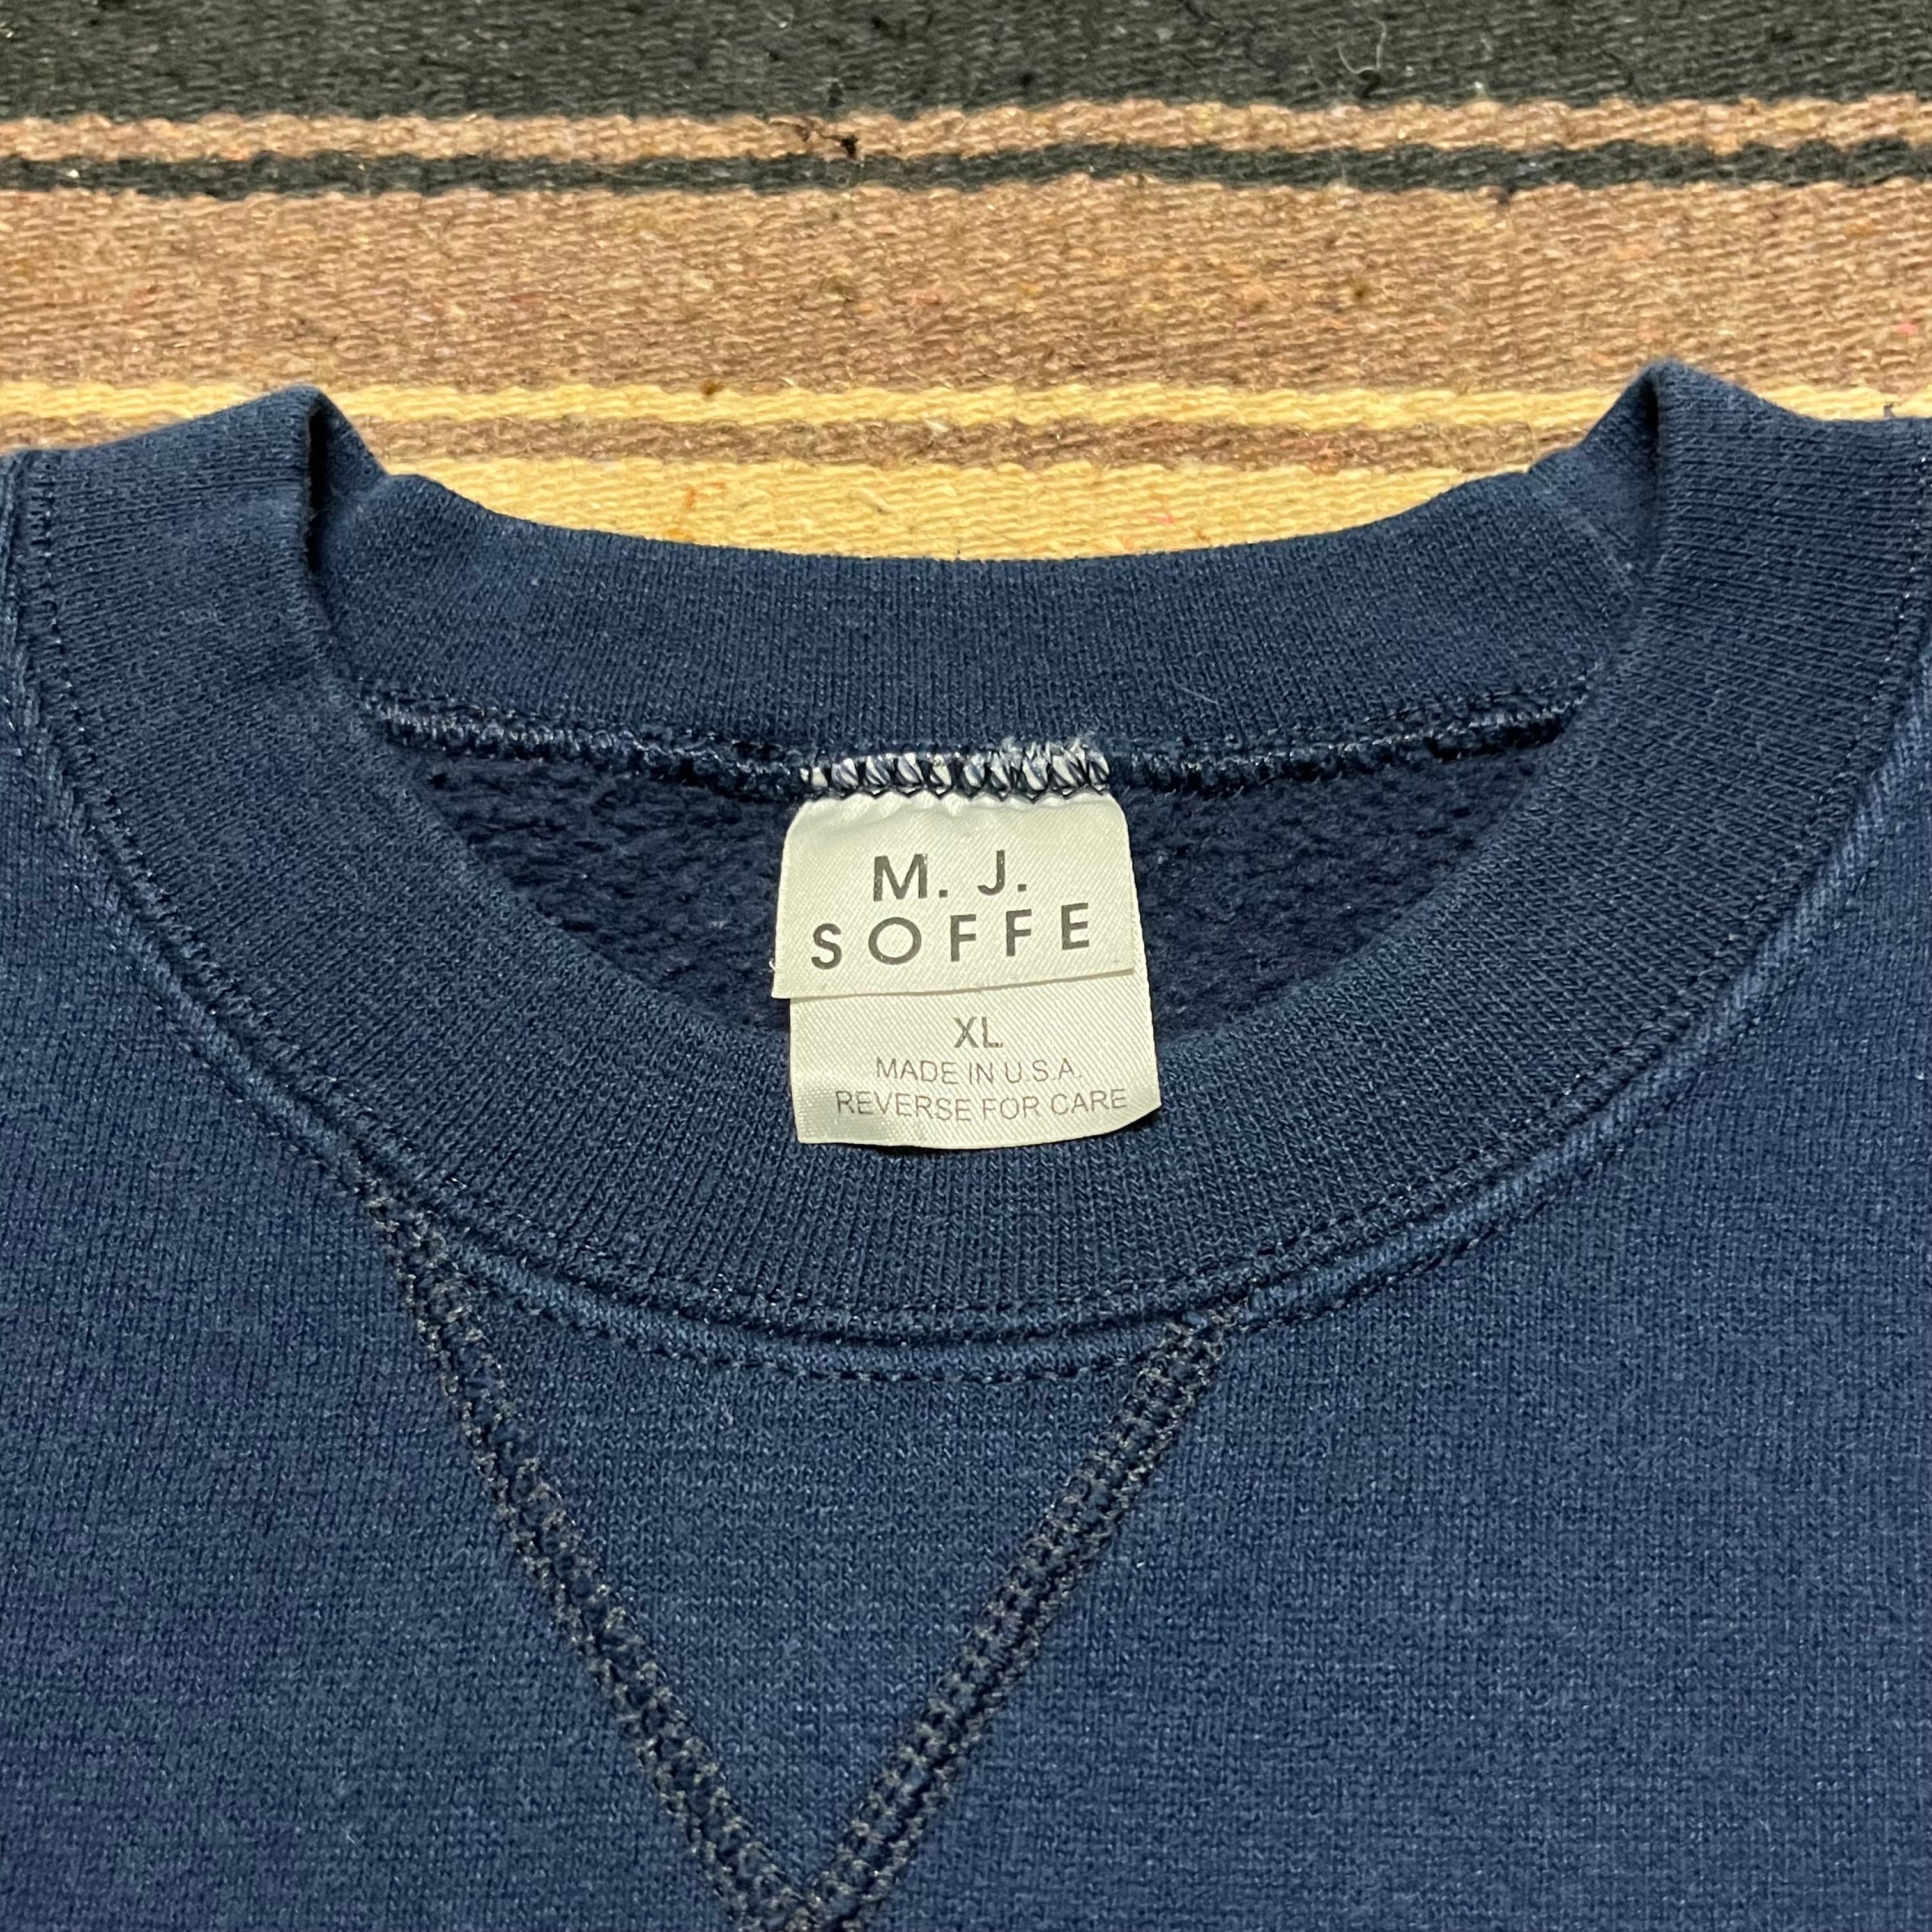 M. J.
SOFFE
XL
MADE IN U.S.A.
REVERSE FOR CARE